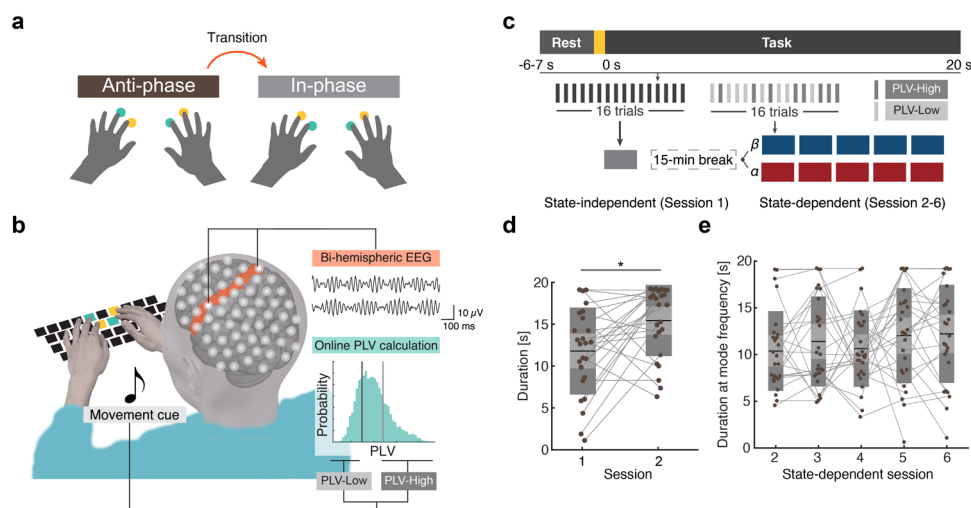 a
Transition
Anti-phase
In-phase
b
Bi-hemispheric EEG
10 µV
100 ms
Online PLV calculation
Probability
PLV
PLV-Low
PLV-High
Movement cue
c
Rest
Task
-6-7 s
0 s
20 s
16 trials
16 trials
PLV-High
PLV-Low
15-min break
β
α
State-independent (Session 1)
State-dependent (Session 2-6)
d
*
Duration [s]
20
15
10
5
0
1
2
Session
e
Duration at mode frequency [s]
20
15
10
5
0
2
3
4
5
6
State-dependent session